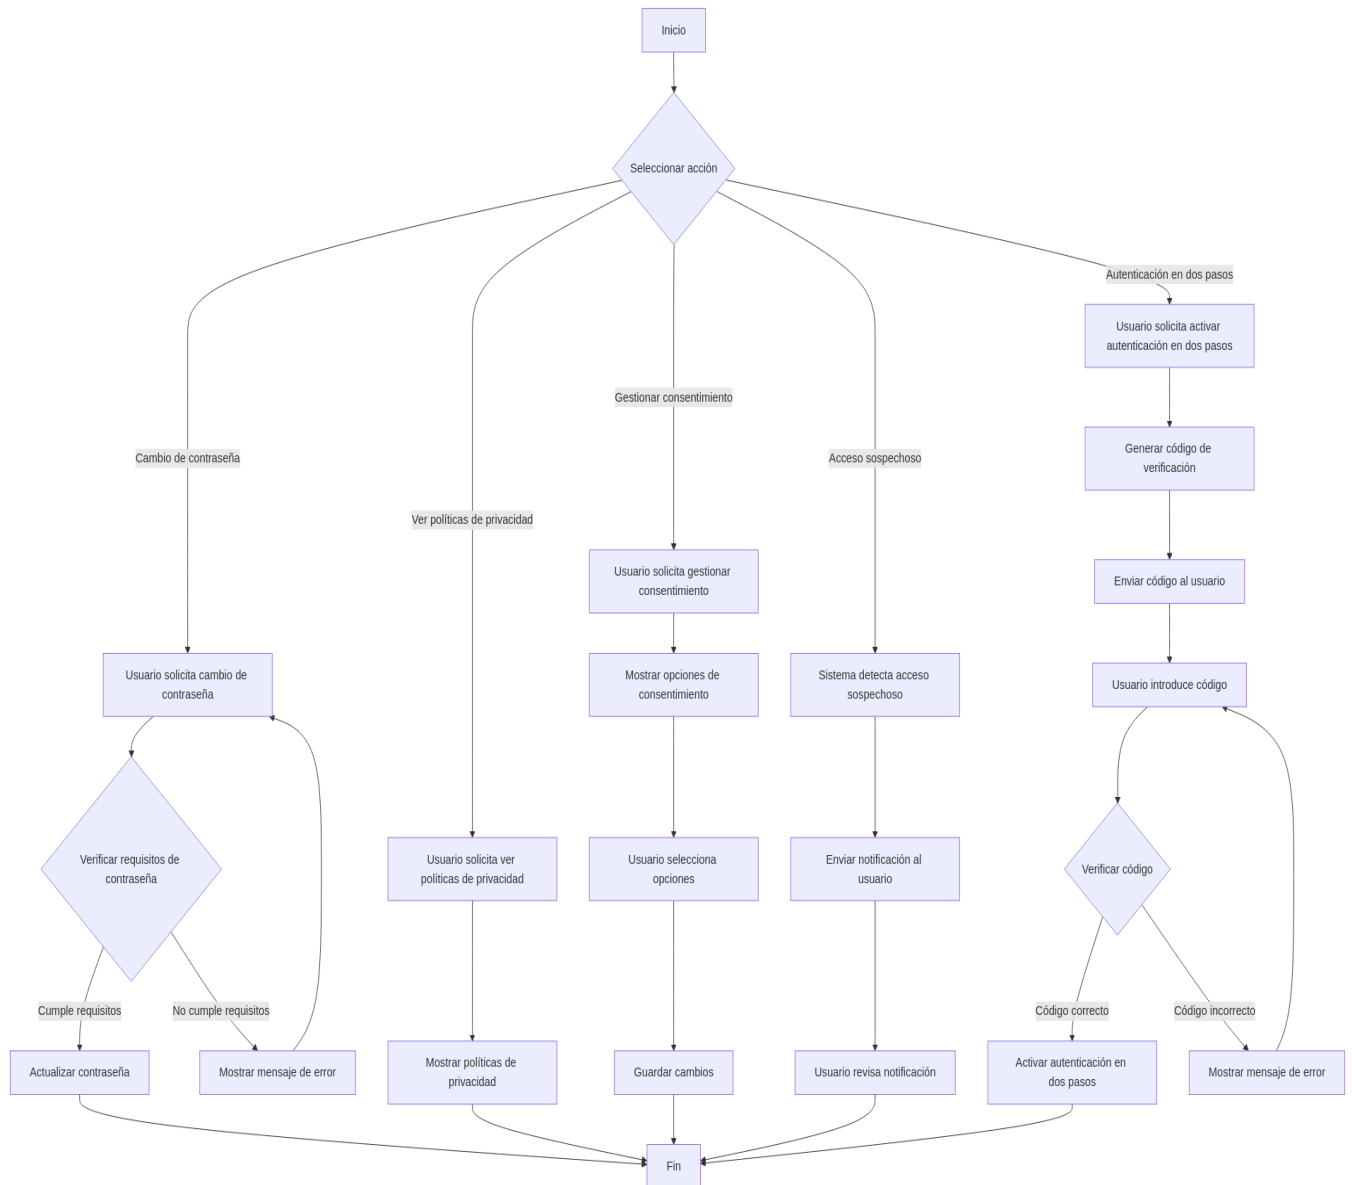 Inicio
Seleccionar acción
Autenticación en dos pasos
Usuario solicita activar
autenticación en dos pasos
Gestionar consentimiento
Cambio de contraseña
Acceso sospechoso
Generar código de
verificación
Ver políticas de privacidad
Usuario solicita gestionar
consentimiento
Enviar código al usuario
Usuario solicita cambio de
contraseña
Mostrar opciones de
consentimiento
Sistema detecta acceso
sospechoso
Usuario introduce código
Verificar requisitos de
contraseña
Usuario solicita ver
políticas de privacidad
Usuario selecciona
opciones
Enviar notificación al
usuario
Verificar código
Cumple requisitos
No cumple requisitos
Código correcto
Código incorrecto
Actualizar contraseña
Mostrar mensaje de error
Mostrar políticas de
privacidad
Guardar cambios
Usuario revisa notificación
Activar autenticación en
dos pasos
Mostrar mensaje de error
Fin